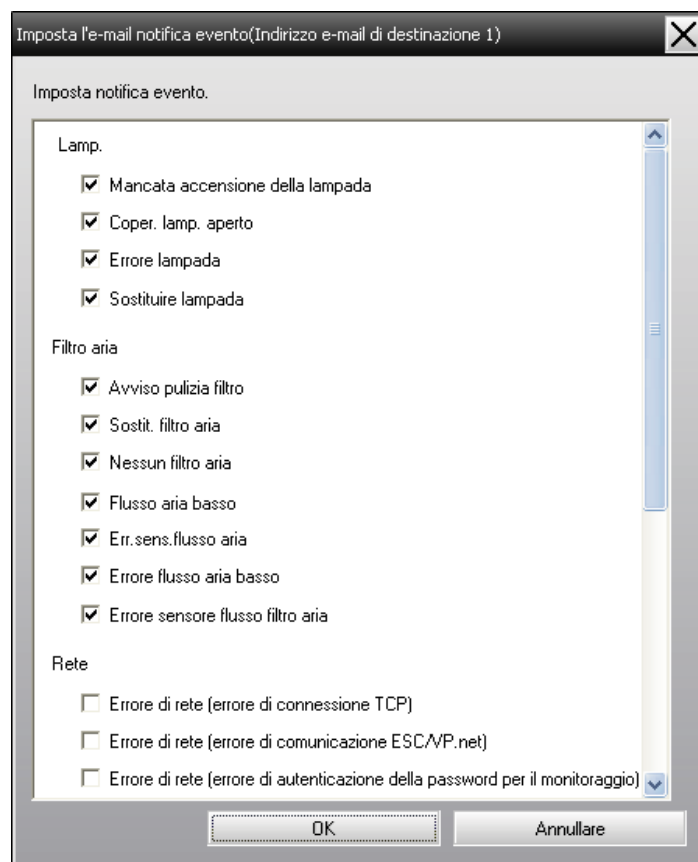 Imposta l'e-mail notifica evento(Indirizzo e-mail di destinazione 1)
Imposta notifica evento.
Lamp.
Mancata accensione della lampada
Coper. lamp. aperto
Errore lampada
Sostituire lampada
Filtro aria
Avviso pulizia filtro
Sostit. filtro aria
Nessun filtro aria
Flusso aria basso
Err.sens.flusso aria
Errore flusso aria basso
Errore sensore flusso filtro aria
Rete
Errore di rete (errore di connessione TCP)
Errore di rete (errore di comunicazione ESC/VP.net)
Errore di rete (errore di autenticazione della password per il monitoraggio)
OK
Annullare